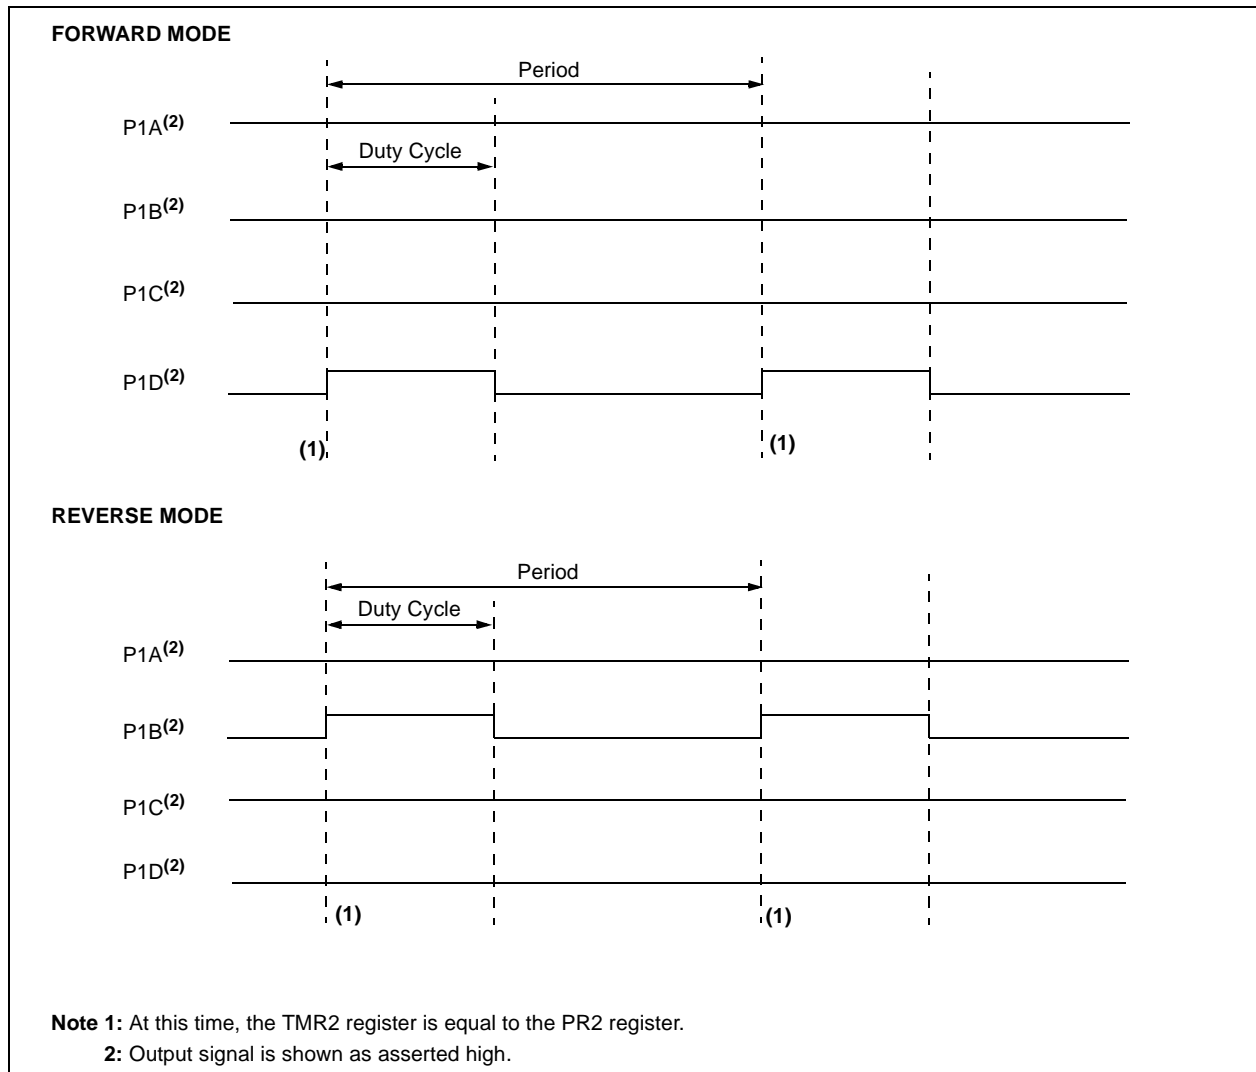 FORWARD MODE
Period
P1A(2)
Duty Cycle
P1B(2)
P1C(2)
P1D(2)
(1)
(1)
REVERSE MODE
Period
Duty Cycle
P1A(2)
P1B(2)
P1C(2)
P1D(2)
(1)
(1)
Note 1: At this time, the TMR2 register is equal to the PR2 register.
2: Output signal is shown as asserted high.